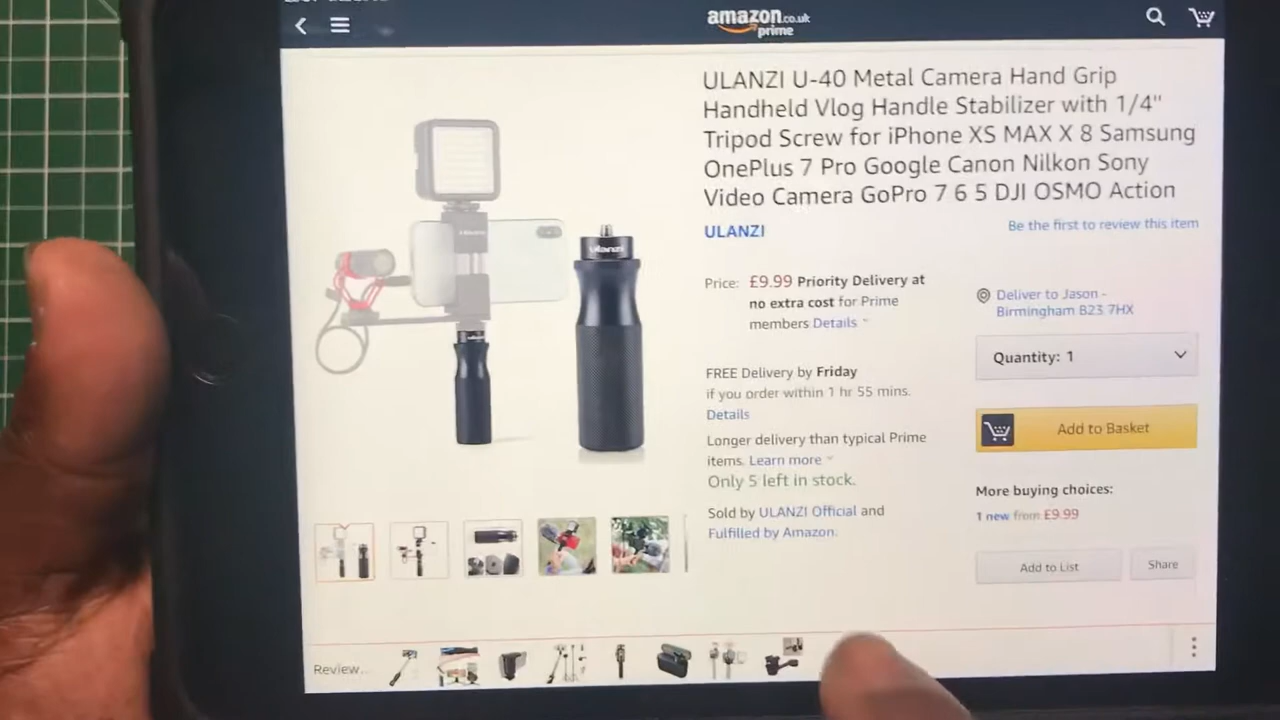 amazon.co.uk
prime
ULANZI U-40 Metal Camera Hand Grip
Handheld Vlog Handle Stabilizer with 1/4"
Tripod Screw for iPhone XS MAX X 8 Samsung
OnePlus 7 Pro Google Canon Nilkon Sony
Video Camera GoPro 7 6 5 DJI OSMO Action
ULANZI
Be the first to review this item
Price: £9.99 Priority Delivery at
no extra cost for Prime
members Details
Deliver to Jason -
Birmingham B23 7HX
Quantity: 1
FREE Delivery by Friday
if you order within 1 hr 55 mins.
Details
Add to Basket
Longer delivery than typical Prime
items. Learn more
Only 5 left in stock.
Sold by ULANZI Official and
Fulfilled by Amazon.
More buying choices:
1 new from £9.99
Add to List
Share
Review...
ulanzi